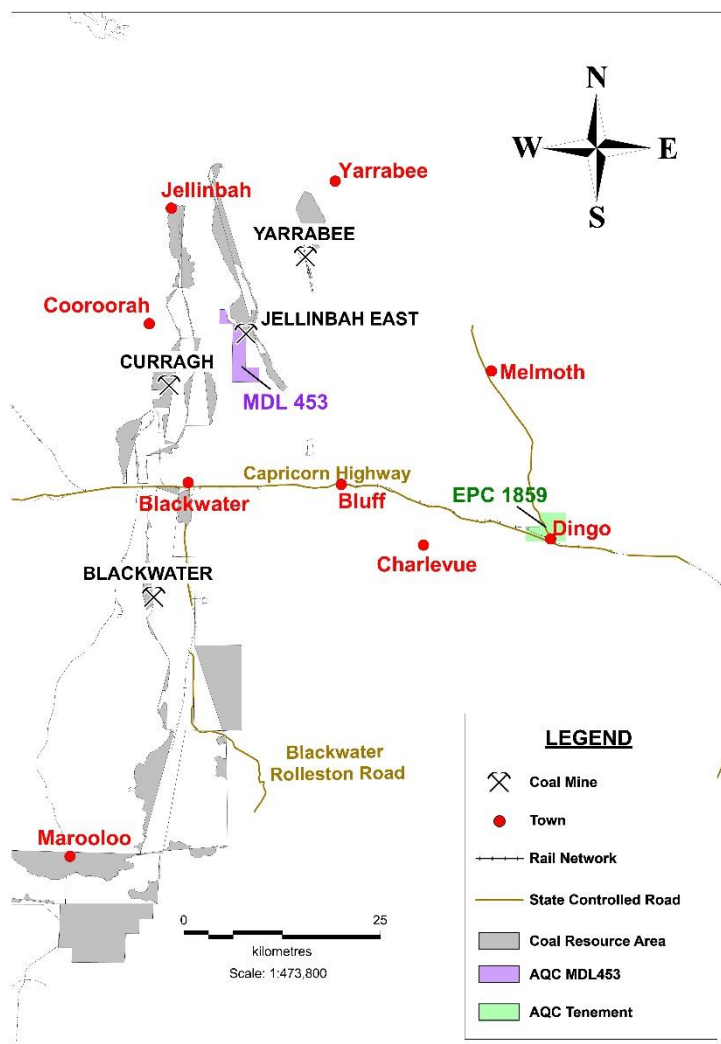 N
W
E
S
Yarrabee
Jellinbah
YARRABEE
Cooroorah
JELLINBAH EAST
CURRAGH
Melmoth
MDL 453
Capricorn Highway
EPC 1859
Blackwater
Bluff
Dingo
Charlevue
BLACKWATER
Blackwater
Rolleston Road
Marooloo
LEGEND
Coal Mine
Town
Rail Network
State Controlled Road
Coal Resource Area
AQC MDL453
AQC Tenement
0
25
kilometres
Scale: 1:473,800